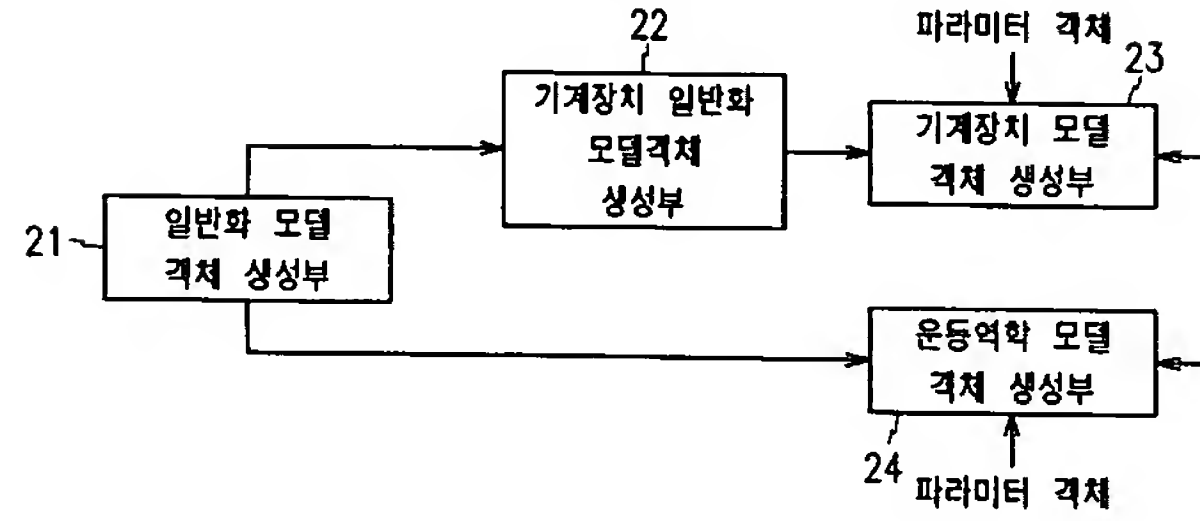 22
파라미터 객체
23
기계장치 일반화
모델객체
생성부
기계장치 모델
객체 생성부
21
일반화 모델
객체 생성부
운동역학 모델
객체 생성부
24
파라미터 객체